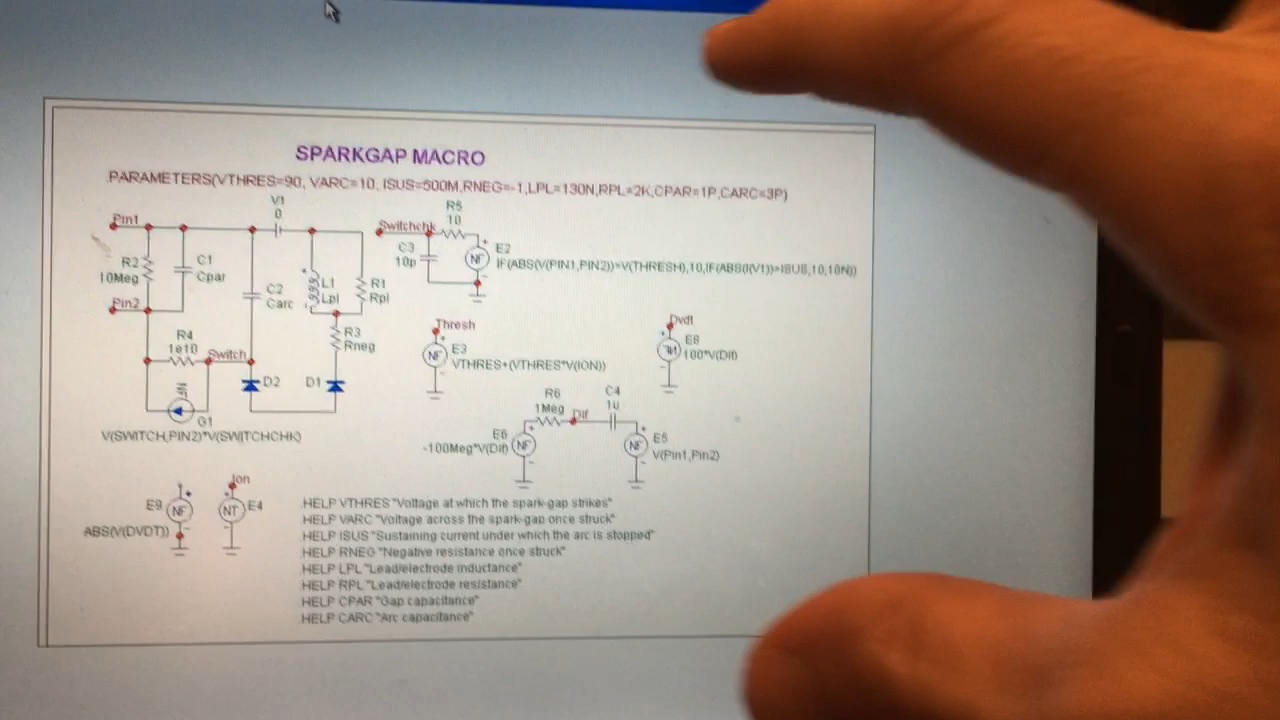 SPARKGAP MACRO
.PARAMETERS(VTHRES=90, VARC=10, ISUS=500M,RNEG=-1,LPL=130N,RPL=2K,CPAR=1P,CARC=3P)
Pin1
V1
0
Switchchk
R5
10
R2
10Meg
C1
Cpar
C2
Carc
L1
Lpl
R1
Rpl
C3
10p
NF
E2
IF(ABS(V(PIN1,PIN2))>V(THRESH),10,IF(ABS(I(V1))>ISUS,10,10N))
Pin2
R4
1e10
Switch
R3
Rneg
D2
D1
NF
G1
V(SWITCH,PIN2)*V(SWITCHCHK)
Thresh
NF
E3
VTHRES+(VTHRES*V(ION))
Dvdt
E8
100*V(Dif)
R6
1Meg
Dif
C4
1u
E6
-100Meg*V(Dif)
NF
NF
E5
V(Pin1,Pin2)
E9
NF
ABS(V(DVDT))
Ion
NT
E4
.HELP VTHRES "Voltage at which the spark-gap strikes"
.HELP VARC "Voltage across the spark-gap once struck"
.HELP ISUS "Sustaining current under which the arc is stopped"
.HELP RNEG "Negative resistance once struck"
.HELP LPL "Lead/electrode inductance"
.HELP RPL "Lead/electrode resistance"
.HELP CPAR "Gap capacitance"
.HELP CARC "Arc capacitance"